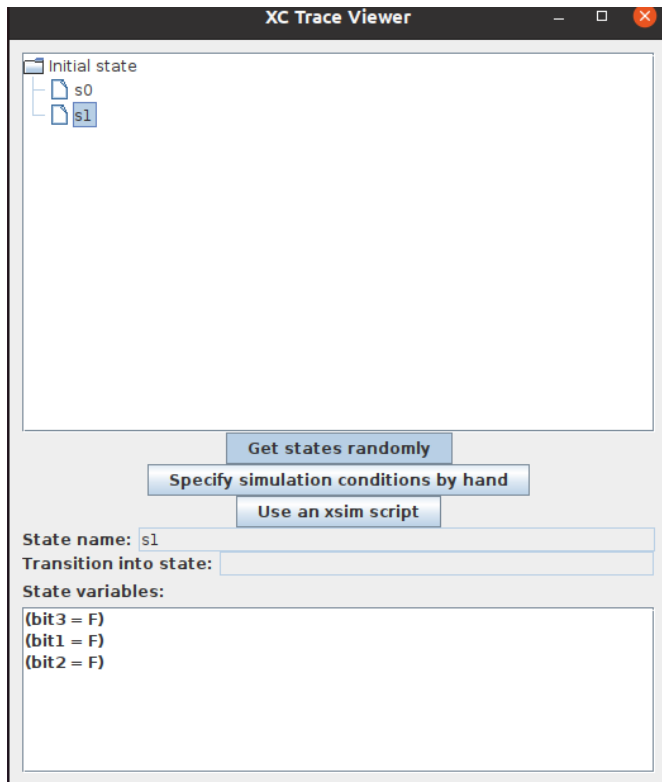 XC Trace Viewer
Initial state
s0
s1
Get states randomly
Specify simulation conditions by hand
Use an xsim script
State name: s1
Transition into state:
State variables:
(bit3 = F)
(bit1 = F)
(bit2 = F)